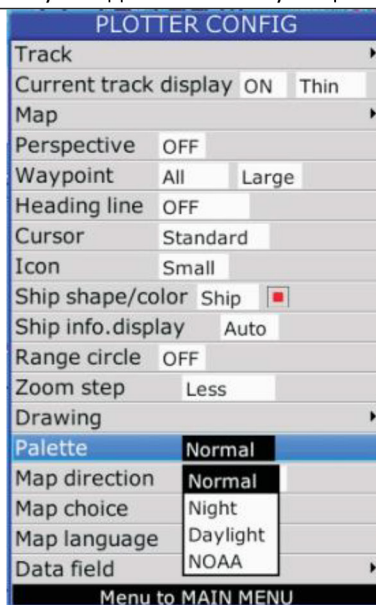 PLOTTER CONFIG
Track
Current track display ON Thin
Map
Perspective OFF
Waypoint All Large
Heading line OFF
Cursor Standard
Icon Small
Ship shape/color Ship
Ship info.display Auto
Range circle OFF
Zoom step Less
Drawing
Palette Normal
Map direction Normal
Map choice Night
Map language Daylight
NOAA
Data field
Menu to MAIN MENU